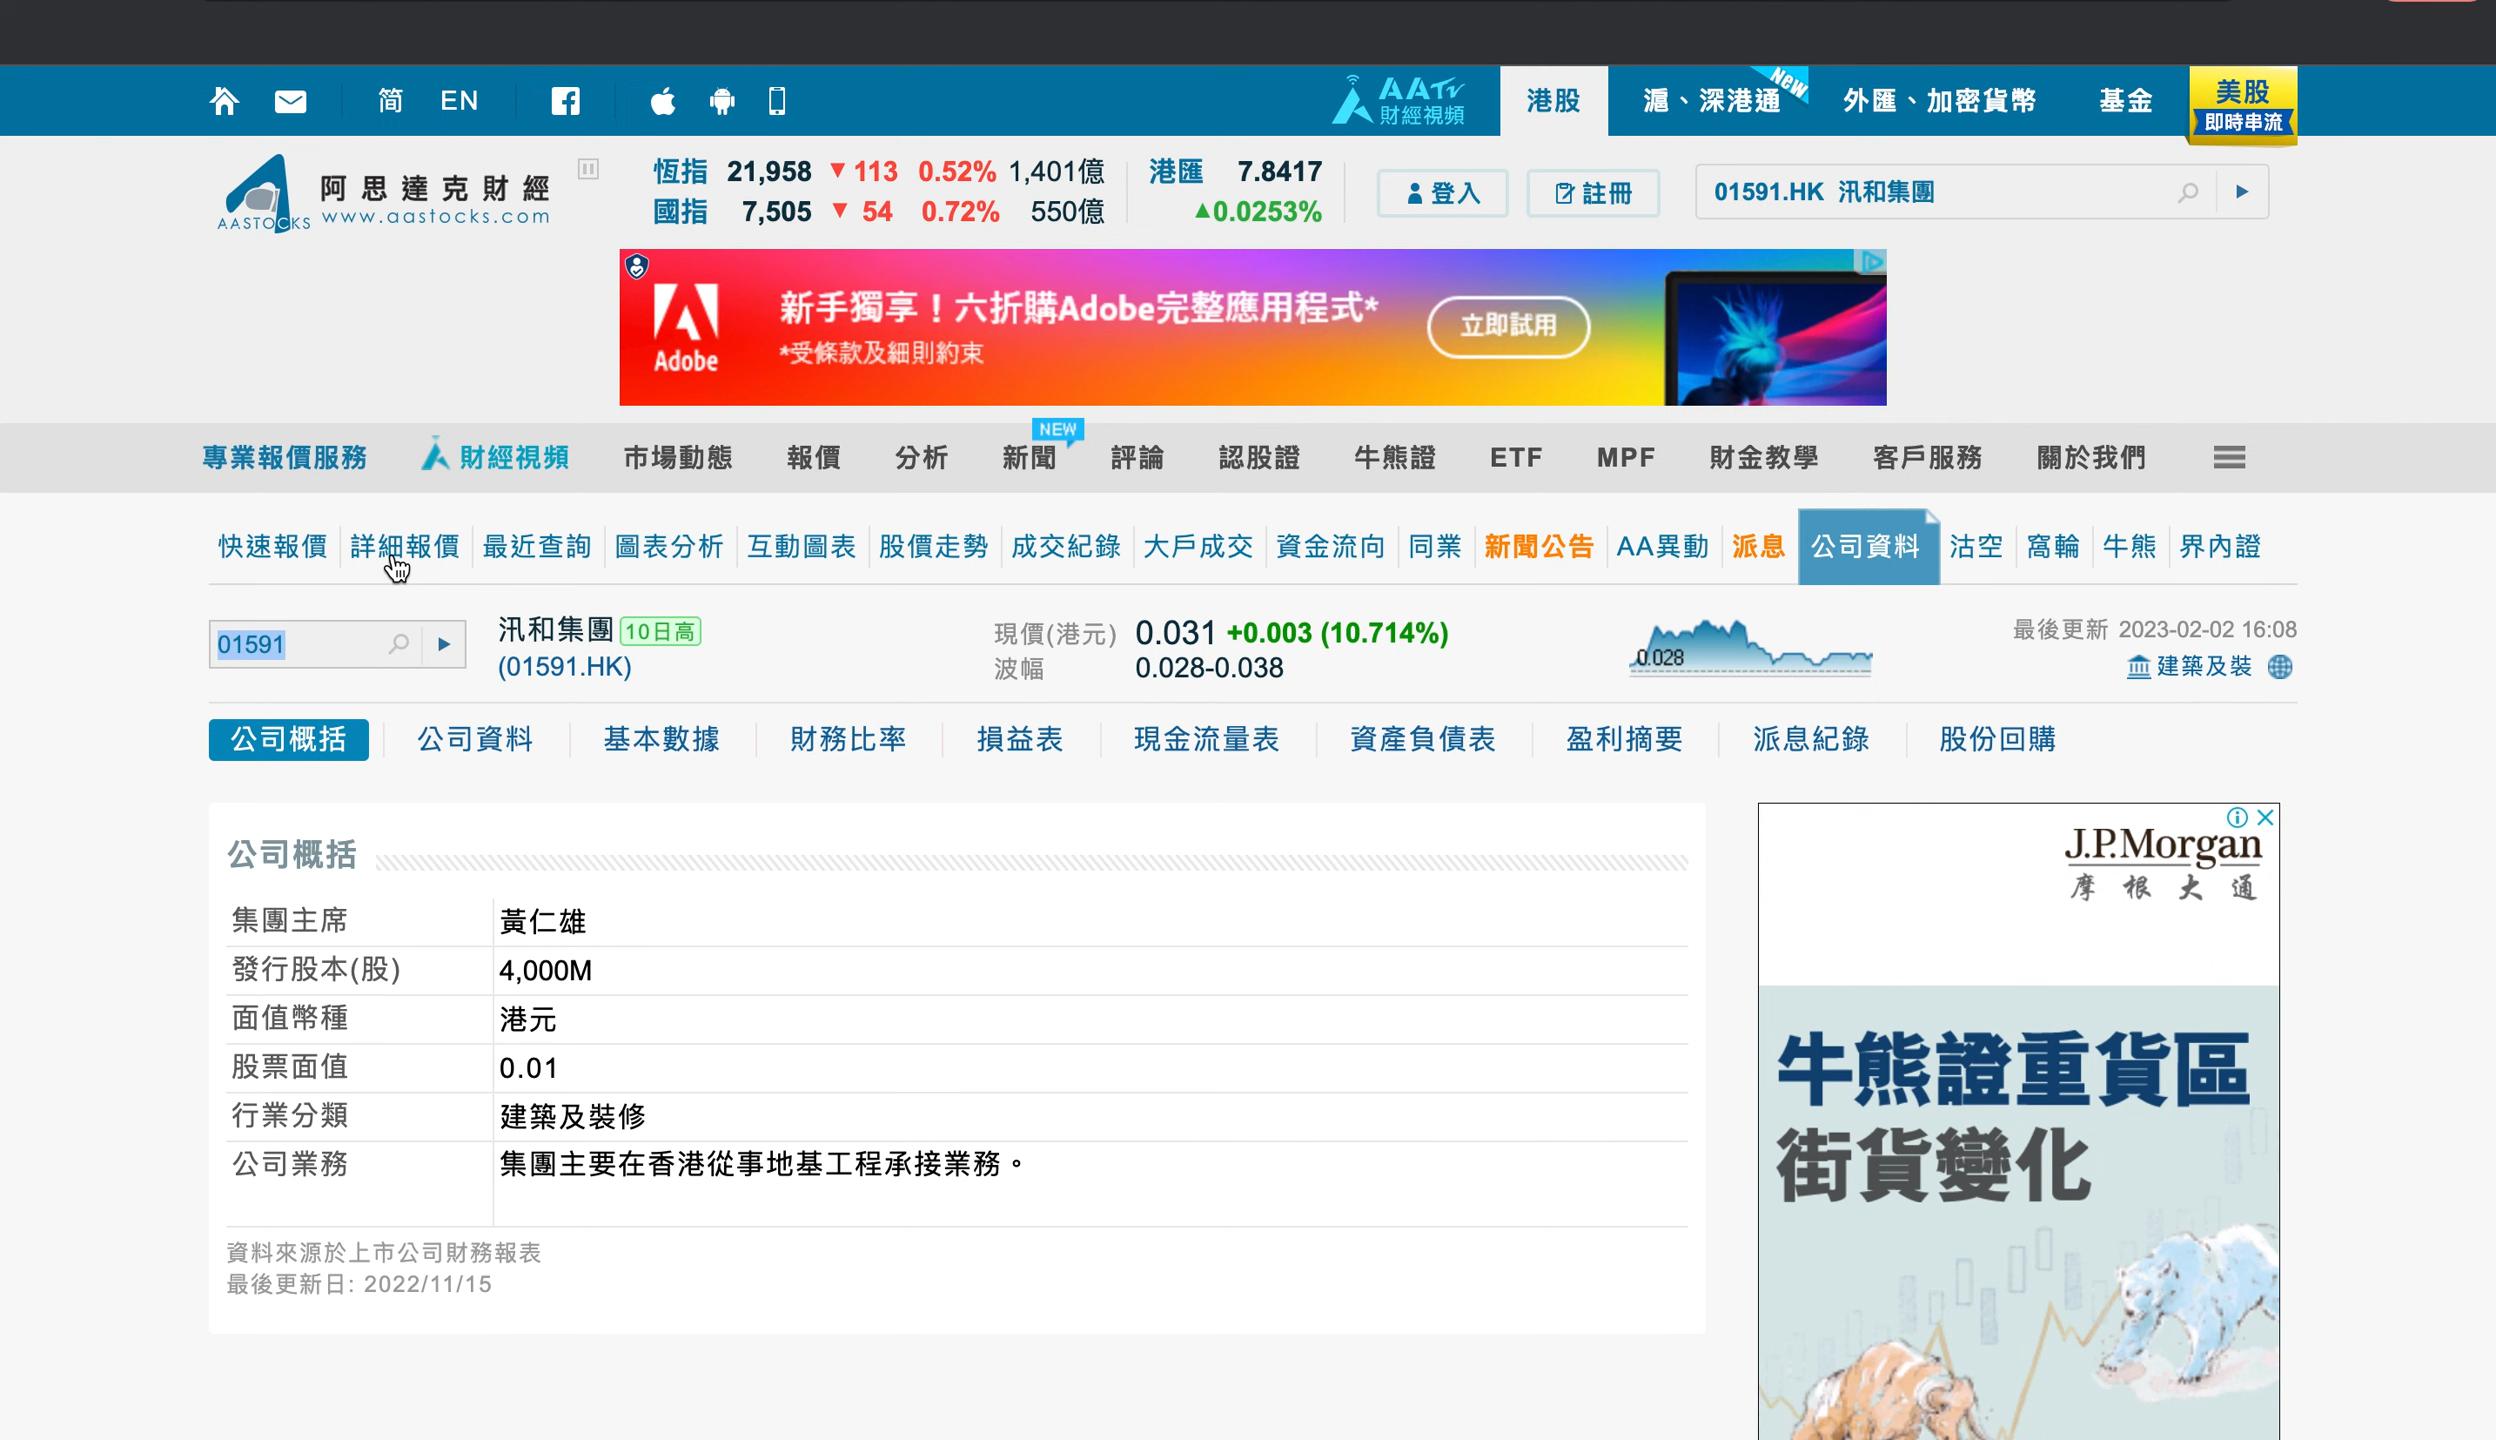 简 EN AATV 財經視頻 港股 滬、深港通 New 外匯、加密貨幣 基金 美股 即時串流
AASTOCKS 阿思達克財經 www.aastocks.com
恆指 21,958 ▼ 113 0.52% 1,401億 港匯 7.8417
國指 7,505 ▼ 54 0.72% 550億 ▲0.0253%
登入 註冊 01591.HK 汛和集團
Adobe
新手獨享！六折購Adobe完整應用程式*
*受條款及細則約束
立即試用
專業報價服務 財經視頻 市場動態 報價 分析 新聞 NEW 評論 認股證 牛熊證 ETF MPF 財金教學 客戶服務 關於我們
快速報價 詳細報價 最近查詢 圖表分析 互動圖表 股價走勢 成交紀錄 大戶成交 資金流向 同業 新聞公告 AA異動 派息 公司資料 沽空 窩輪 牛熊 界內證
01591 汛和集團 10日高 現價(港元) 0.031 +0.003 (10.714%) 0.028 最後更新 2023-02-02 16:08
(01591.HK) 波幅 0.028-0.038 建築及裝
公司概括 公司資料 基本數據 財務比率 損益表 現金流量表 資產負債表 盈利摘要 派息紀錄 股份回購
公司概括
集團主席 黃仁雄
發行股本(股) 4,000M
面值幣種 港元
股票面值 0.01
行業分類 建築及裝修
公司業務 集團主要在香港從事地基工程承接業務。
資料來源於上市公司財務報表
最後更新日: 2022/11/15
J.P.Morgan
摩根大通
牛熊證重貨區
街貨變化